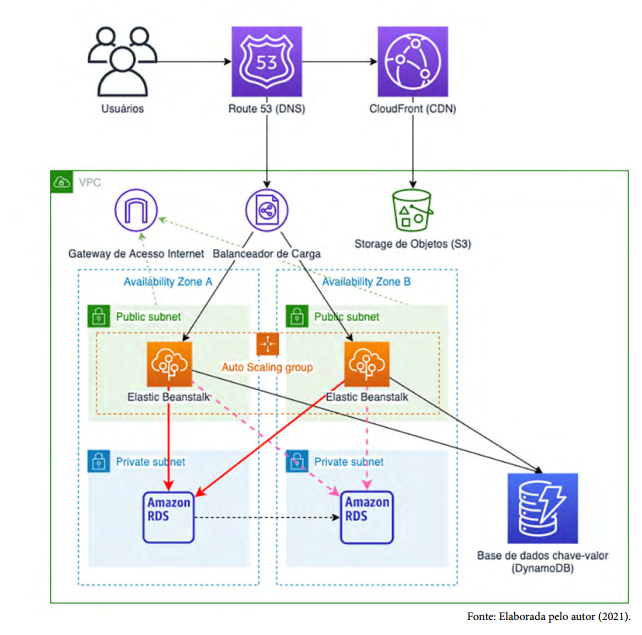 53
Usuários
Route 53 (DNS)
CloudFront (CDN)
VPC
Gateway de Acesso Internet
Balanceador de Carga
Storage de Objetos (S3)
Availability Zone A
Availability Zone B
Public subnet
Public subnet
Auto Scaling group
Elastic Beanstalk
Elastic Beanstalk
Private subnet
Private subnet
Amazon
RDS
Amazon
RDS
Base de dados chave-valor
(DynamoDB)
Fonte: Elaborada pelo autor (2021).